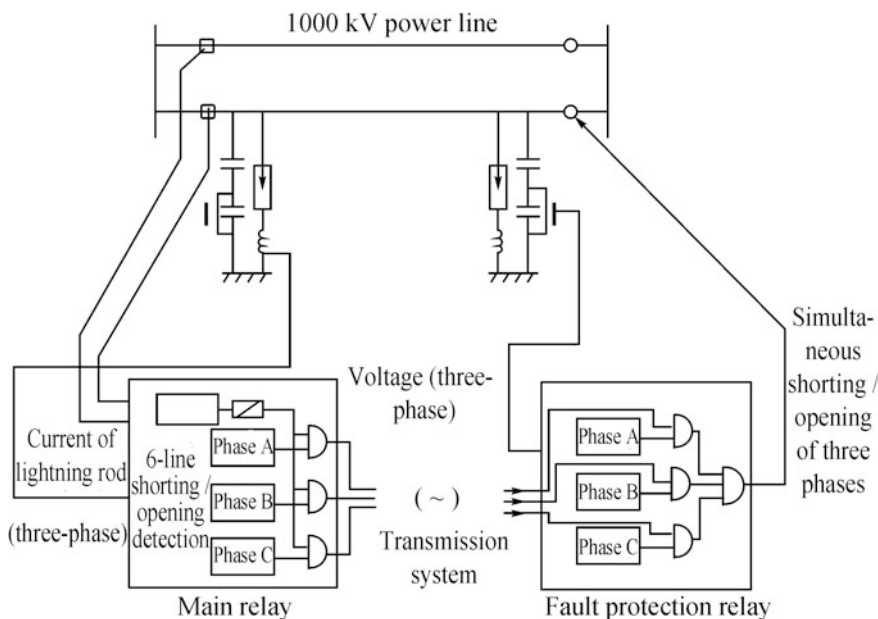 1000 kV power line
Simulta-
neous
shorting /
opening
of three
phases
Voltage (three-
phase)
Current of
lightning rod
(three-phase)
6-line
shorting /
opening
detection
Phase A
Phase B
Phase C
( ~ )
Transmission
system
Phase A
Phase B
Phase C
Main relay
Fault protection relay